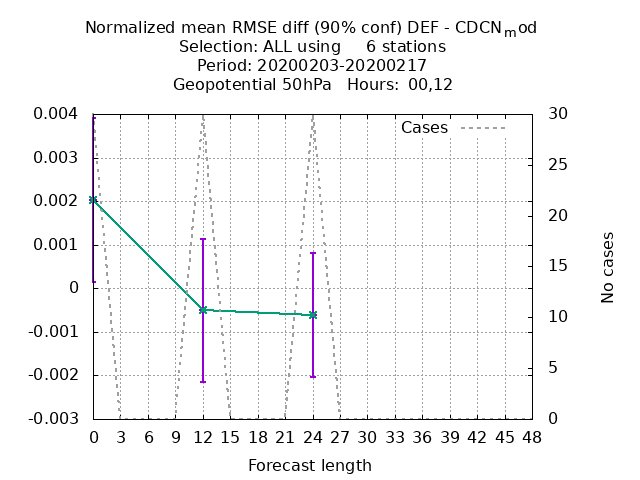 Normalized mean RMSE diff (90% conf) DEF - CDCNmod
Selection: ALL using 6 stations
Period: 20200203-20200217
Geopotential 50hPa Hours: 00,12
Cases
0.004
0.003
0.002
0.001
0
-0.001
-0.002
-0.003
30
25
20
15
10
5
0
No cases
0 3 6 9 12 15 18 21 24 27 30 33 36 39 42 45 48
Forecast length